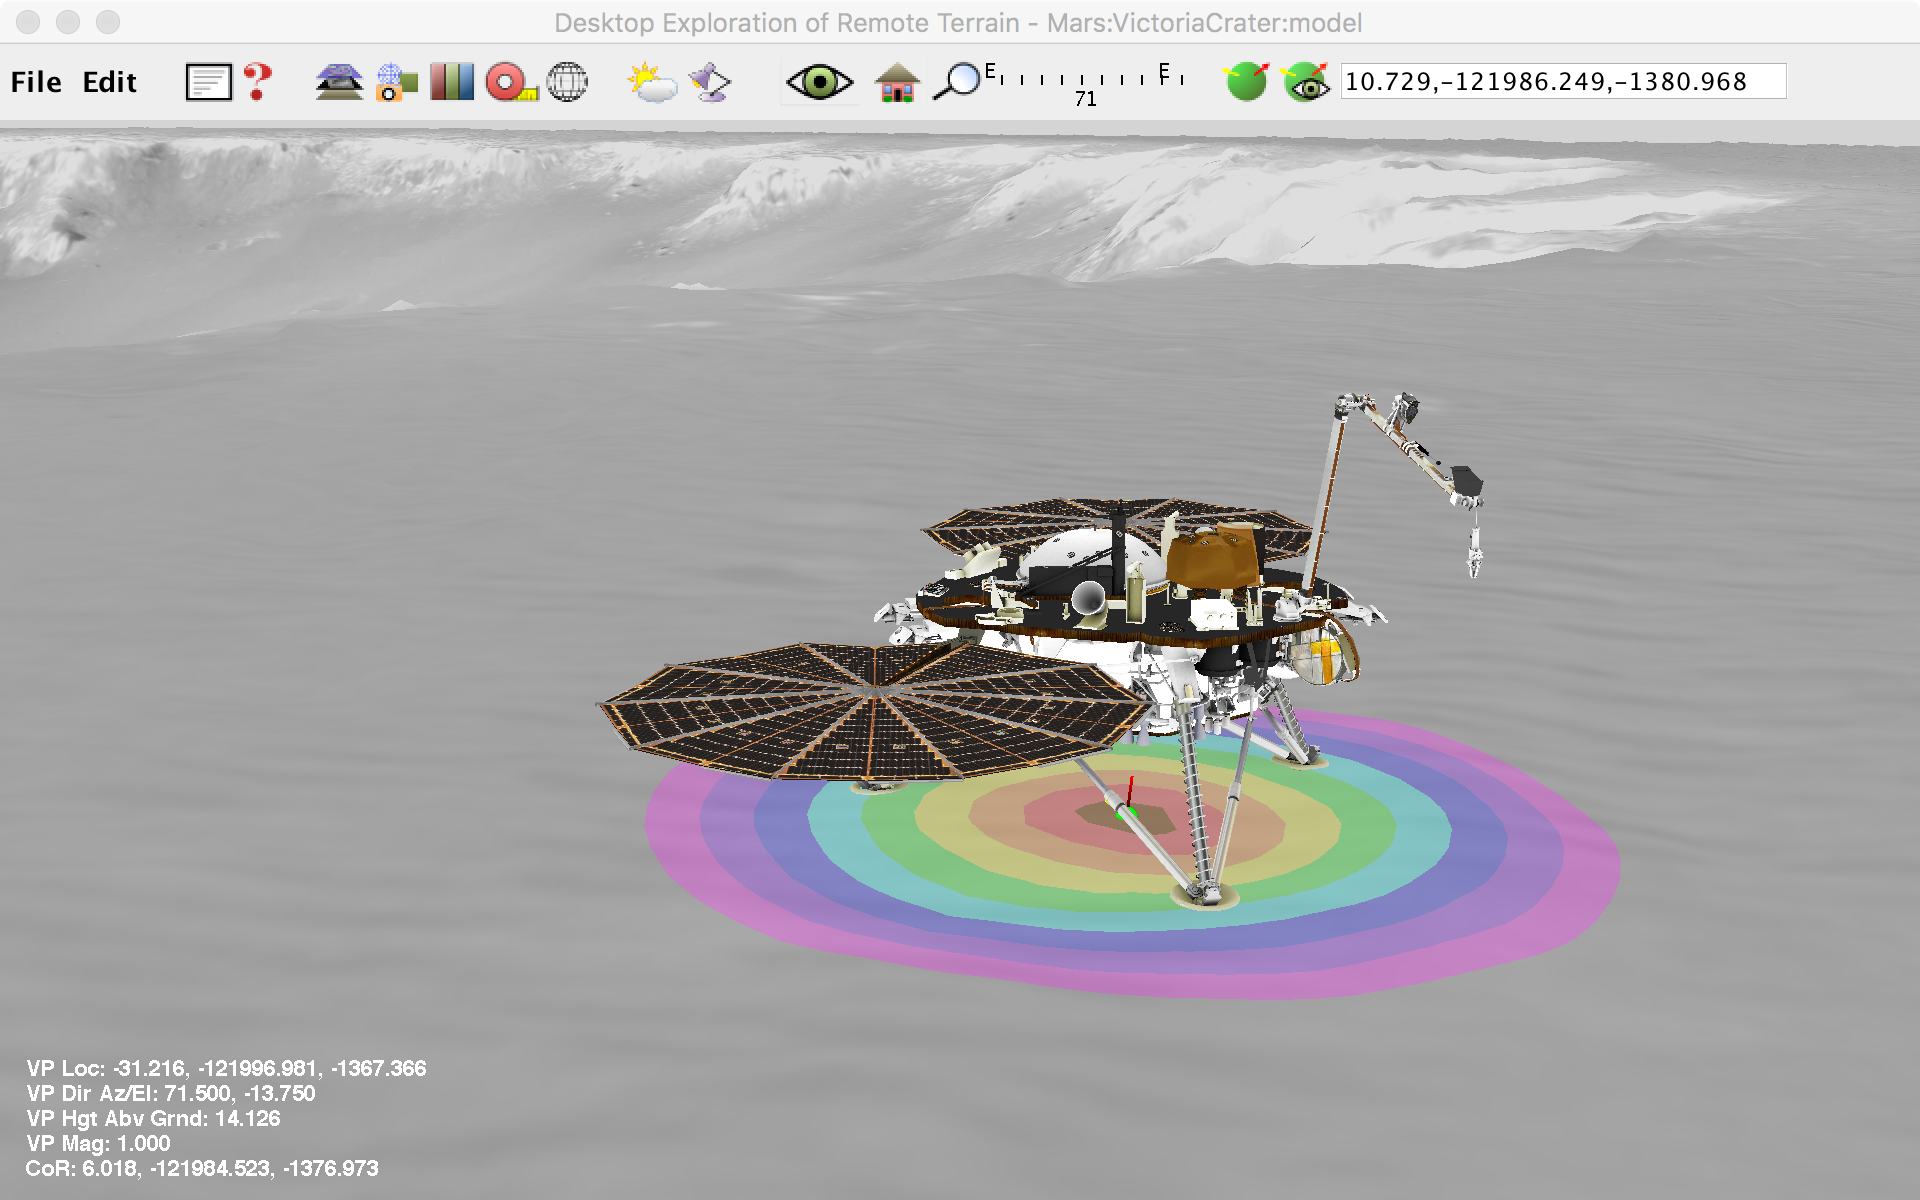 Desktop Exploration of Remote Terrain - Mars:VictoriaCrater:model
File Edit
E E
71
10.729,-121986.249,-1380.968
VP Loc: -31.216, -121996.981, -1367.366
VP Dir Az/El: 71.500, -13.750
VP Hgt Abv Grnd: 14.126
VP Mag: 1.000
CoR: 6.018, -121984.523, -1376.973